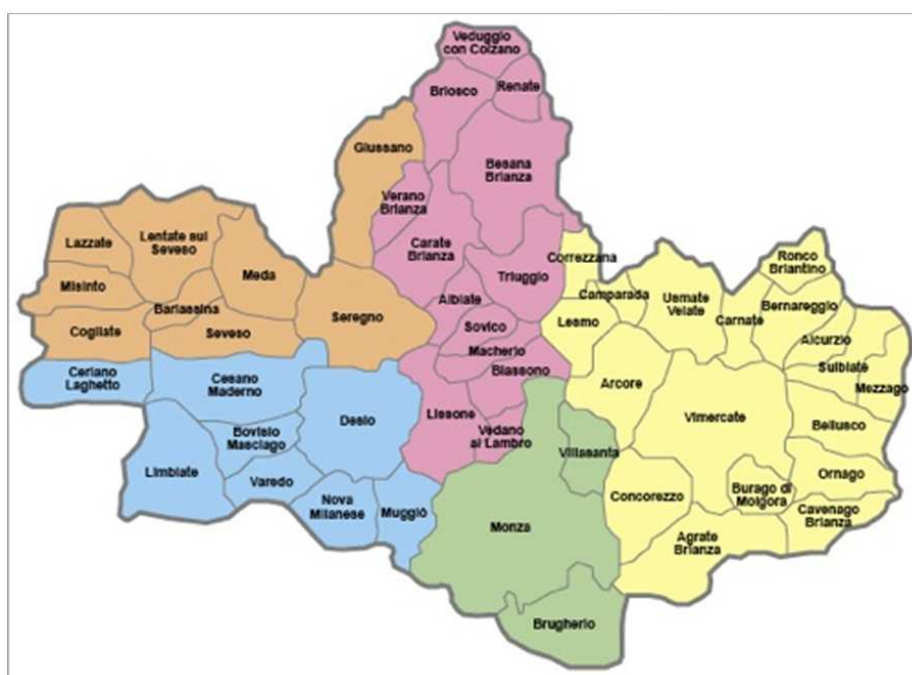 Veduggio
con Colzano
Briosco
Renate
Giussano
Besana
Brianza
Verano
Brianza
Lazzate
Lentate sul
Seveso
Carate
Brianza
Correzzana
Ronco
Briantino
Misinto
Meda
Triuggio
Camparada
Usmate
Velate
Bernareggio
Barlassina
Albiate
Seregno
Lesmo
Carnate
Cogliate
Seveso
Sovico
Aicurzio
Macherio
Sulbiate
Ceriano
Laghetto
Cesano
Maderno
Biassono
Arcore
Mezzago
Desio
Lissone
Vimercate
Bovisio
Masciago
Vedano
al Lambro
Bellusco
Limbiate
Villasanta
Varedo
Ornago
Concorezzo
Burago di
Molgora
Nova
Milanese
Muggiò
Monza
Cavenago
Brianza
Agrate
Brianza
Brugherio